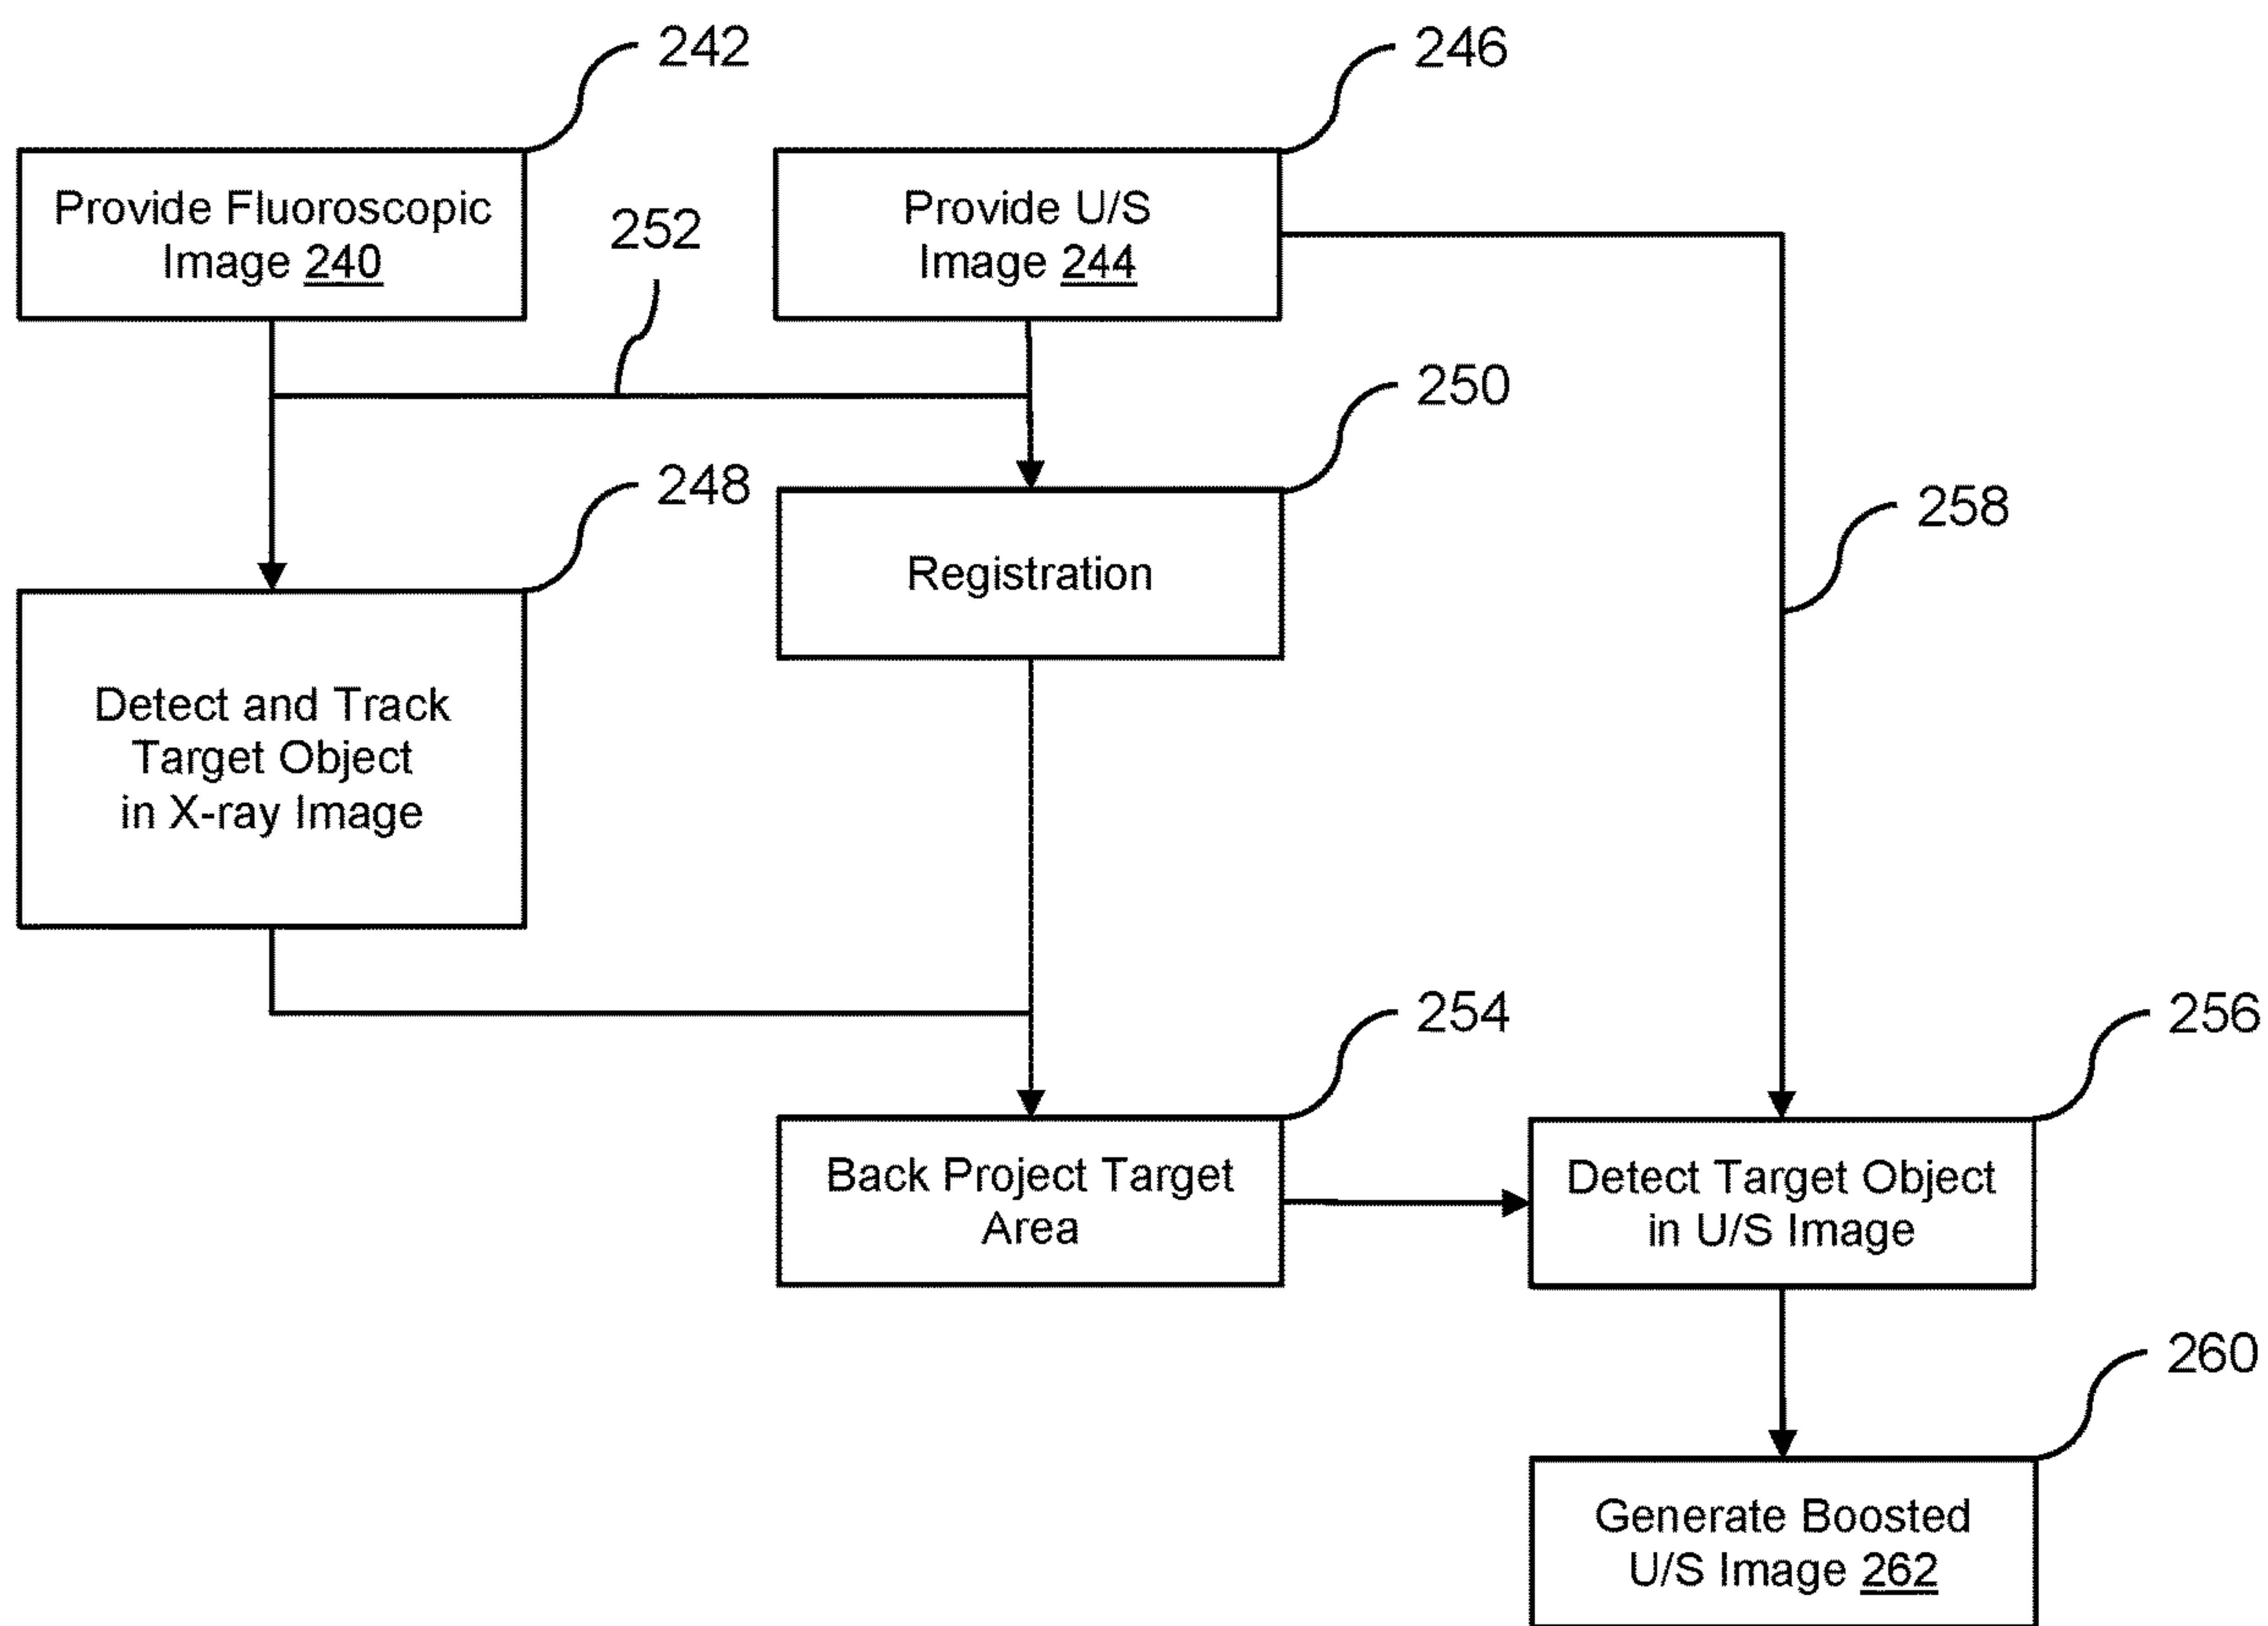 242
246
Provide Fluoroscopic
Image 240
252
Provide U/S
Image 244
250
248
Registration
258
Detect and Track
Target Object
in X-ray Image
254
256
Back Project Target
Area
Detect Target Object
in U/S Image
260
Generate Boosted
U/S Image 262